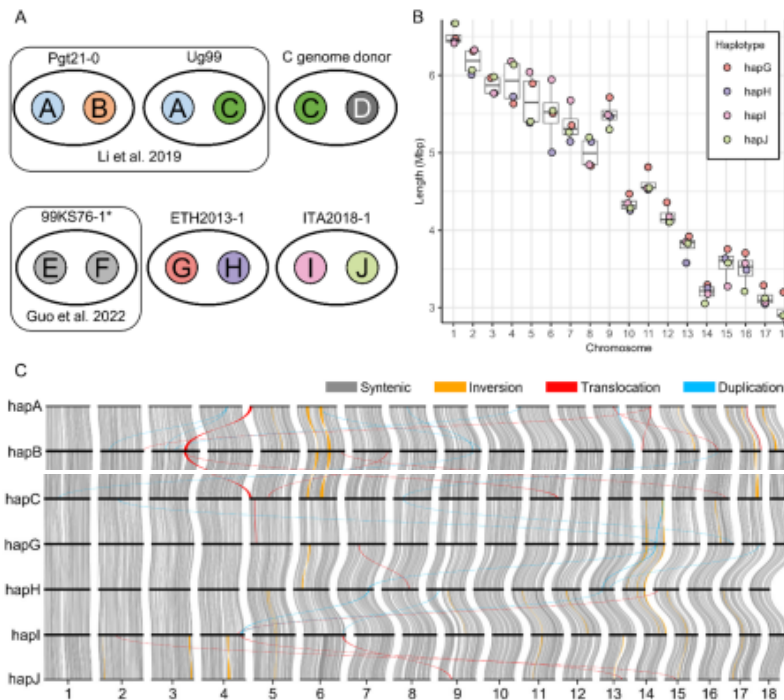 A
Pgt21-0
Ug99
C genome donor
A
B
A
C
C
D
Li et al. 2019
99KS76-1*
ETH2013-1
ITA2018-1
E
F
G
H
I
J
Guo et al. 2022
B
Length (Mbp)
6
5
4
3
Haplotype
hapG
hapH
hapI
hapJ
1 2 3 4 5 6 7 8 9 10 11 12 13 14 15 16 17
Chromosome
C
Syntenic Inversion Translocation Duplication
hapA
hapB
hapC
hapG
hapH
hapI
hapJ
1 2 3 4 5 6 7 8 9 10 11 12 13 14 15 16 17 18